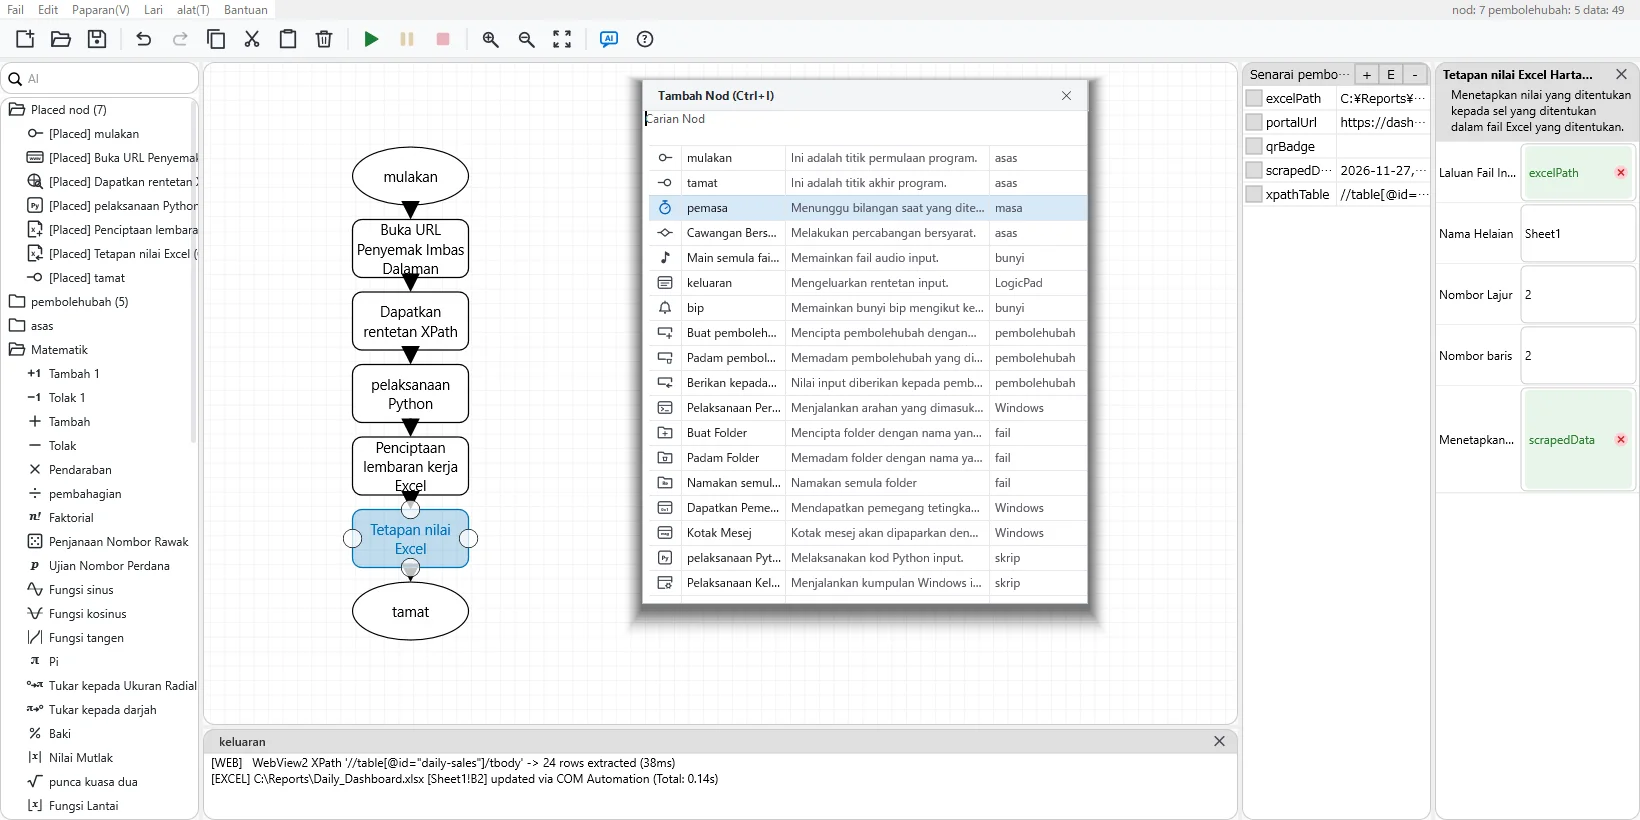 Fail Edit Paparan(V) Lari alat(T) Bantuan
nod: 7 pembolehubah: 5 data: 49
AI
Placed nod (7)
[Placed] mulakan
[Placed] Buka URL Penyemak
[Placed] Dapatkan rentetan X
[Placed] pelaksanaan Python
[Placed] Penciptaan lembara
[Placed] Tetapan nilai Excel (
[Placed] tamat
pembolehubah (5)
asas
Matematik
+1 Tambah 1
−1 Tolak 1
Tambah
Tolak
Pendaraban
pembahagian
n! Faktorial
Penjanaan Nombor Rawak
P Ujian Nombor Perdana
Fungsi sinus
Fungsi kosinus
Fungsi tangen
π Pi
Tukar kepada Ukuran Radial
Tukar kepada darjah
% Baki
|x| Nilai Mutlak
punca kuasa dua
Fungsi Lantai
mulakan
Buka URL
Penyemak Imbas
Dalaman
Dapatkan
rentetan XPath
pelaksanaan
Python
Penciptaan
lembaran kerja
Excel
Tetapan nilai
Excel
tamat
Tambah Nod (Ctrl+I)
Carian Nod
mulakan Ini adalah titik permulaan program. asas
tamat Ini adalah titik akhir program. asas
pemasa Menunggu bilangan saat yang dite... masa
Cawangan Bers... Melakukan percabangan bersyarat. asas
Main semula fai... Memainkan fail audio input. bunyi
keluaran Mengeluarkan rentetan input. LogicPad
bip Memainkan bunyi bip mengikut ke... bunyi
Buat pemboleh... Mencipta pembolehubah dengan... pembolehubah
Padam pembol... Memadam pembolehubah yang di... pembolehubah
Berikan kepada... Nilai input diberikan kepada pemb... pembolehubah
Pelaksanaan Per... Menjalankan arahan yang dimasuk... Windows
Buat Folder Mencipta folder dengan nama yan... fail
Padam Folder Memadam folder dengan nama ya... fail
Namakan semul... Namakan semula folder fail
Dapatkan Peme... Mendapatkan pemegang tetingka... Windows
Kotak Mesej Kotak mesej akan dipaparkan den... Windows
pelaksanaan Pyt... Melaksanakan kod Python input. skrip
Pelaksanaan Kel... Menjalankan kumpulan Windows i... skrip
keluaran
[WEB] WebView2 XPath '//table[@id="daily-sales"]/tbody' -> 24 rows extracted (38ms)
[EXCEL] C:\Reports\Daily_Dashboard.xlsx [Sheet1!B2] updated via COM Automation (Total: 0.14s)
Senarai pembo··· + E -
excelPath C:¥Reports¥···
portalUrl https://dash···
qrBadge
scrapedD··· 2026-11-27,···
xpathTable //table[@id=···
Tetapan nilai Excel Harta...
Menetapkan nilai yang ditentukan
kepada sel yang ditentukan
dalam fail Excel yang ditentukan.
Laluan Fail In... excelPath
Nama Helaian Sheet1
Nombor Lajur 2
Nombor baris 2
Menetapkan... scrapedData